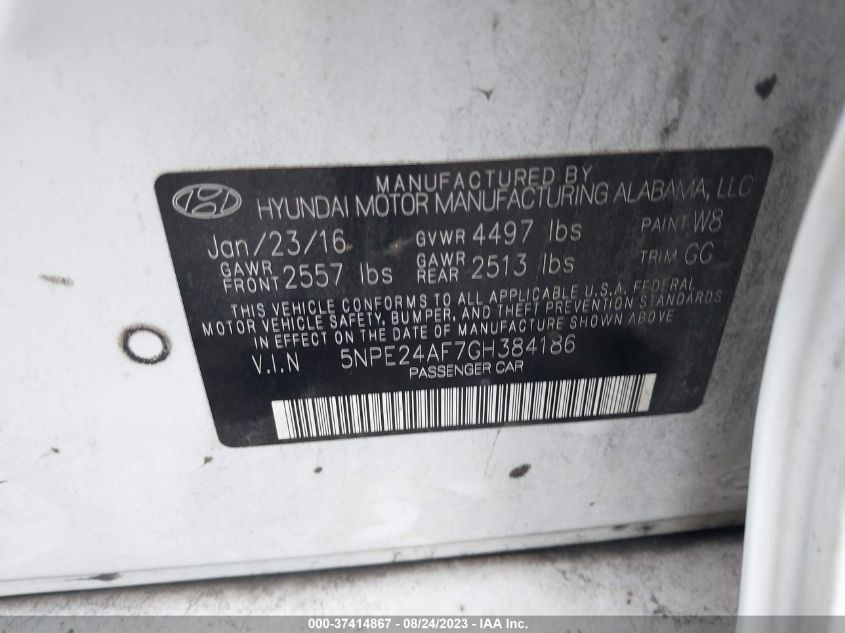 MANUFACTURED BY
HYUNDAI MOTOR MANUFACTURING ALABAMA, LLC
Jan/23/16 GVWR 4497 lbs PAINT W8
GAWR FRONT 2557 lbs GAWR REAR 2513 lbs TRIM GG
THIS VEHICLE CONFORMS TO ALL APPLICABLE U.S.A. FEDERAL
MOTOR VEHICLE SAFETY, BUMPER, AND THEFT PREVENTION STANDARDS
IN EFFECT ON THE DATE OF MANUFACTURE SHOWN ABOVE
V.I.N 5NPE24AF7GH384186
PASSENGER CAR
000-37414867 - 08/24/2023 - IAA Inc.